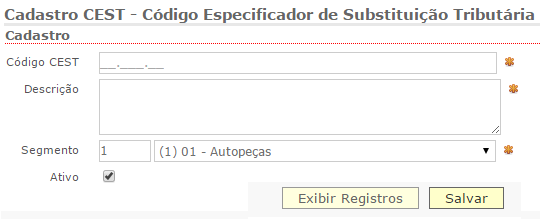 Cadastro CEST - Código Especificador de Substituição Tributária
Cadastro
Código CEST __.___.__
Descrição
Segmento 1 (1) 01 - Autopeças
Ativo
Exibir Registros Salvar